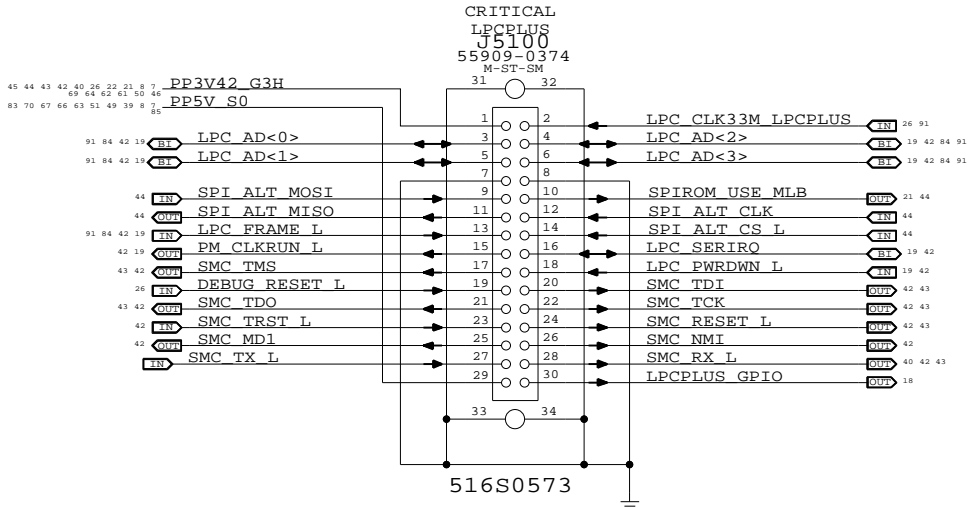 CRITICAL
LPCPLUS
J5100
55909-0374
M-ST-SM
31 32
45 44 43 42 40 26 22 21 8 7 PP3V42_G3H
69 64 62 61 50 46
83 70 67 66 63 51 49 39 8 7 PP5V_S0
85
1 2 LPC_CLK33M_LPCPLUS IN 26 91
91 84 42 19 BI LPC_AD<0> 3 4 LPC_AD<2> BI 19 42 84 91
91 84 42 19 BI LPC_AD<1> 5 6 LPC_AD<3> BI 19 42 84 91
7 8
44 IN SPI_ALT_MOSI 9 10 SPIROM_USE_MLB OUT 21 44
44 OUT SPI_ALT_MISO 11 12 SPI_ALT_CLK IN 44
91 84 42 19 IN LPC_FRAME_L 13 14 SPI_ALT_CS_L IN 44
42 19 OUT PM_CLKRUN_L 15 16 LPC_SERIRQ BI 19 42
43 42 OUT SMC_TMS 17 18 LPC_PWRDWN_L IN 19 42
26 IN DEBUG_RESET_L 19 20 SMC_TDI OUT 42 43
43 42 OUT SMC_TDO 21 22 SMC_TCK OUT 42 43
42 IN SMC_TRST_L 23 24 SMC_RESET_L OUT 42 43
42 OUT SMC_MD1 25 26 SMC_NMI OUT 42
IN SMC_TX_L 27 28 SMC_RX_L OUT 40 42 43
29 30 LPCPLUS_GPIO OUT 18
33 34
516S0573